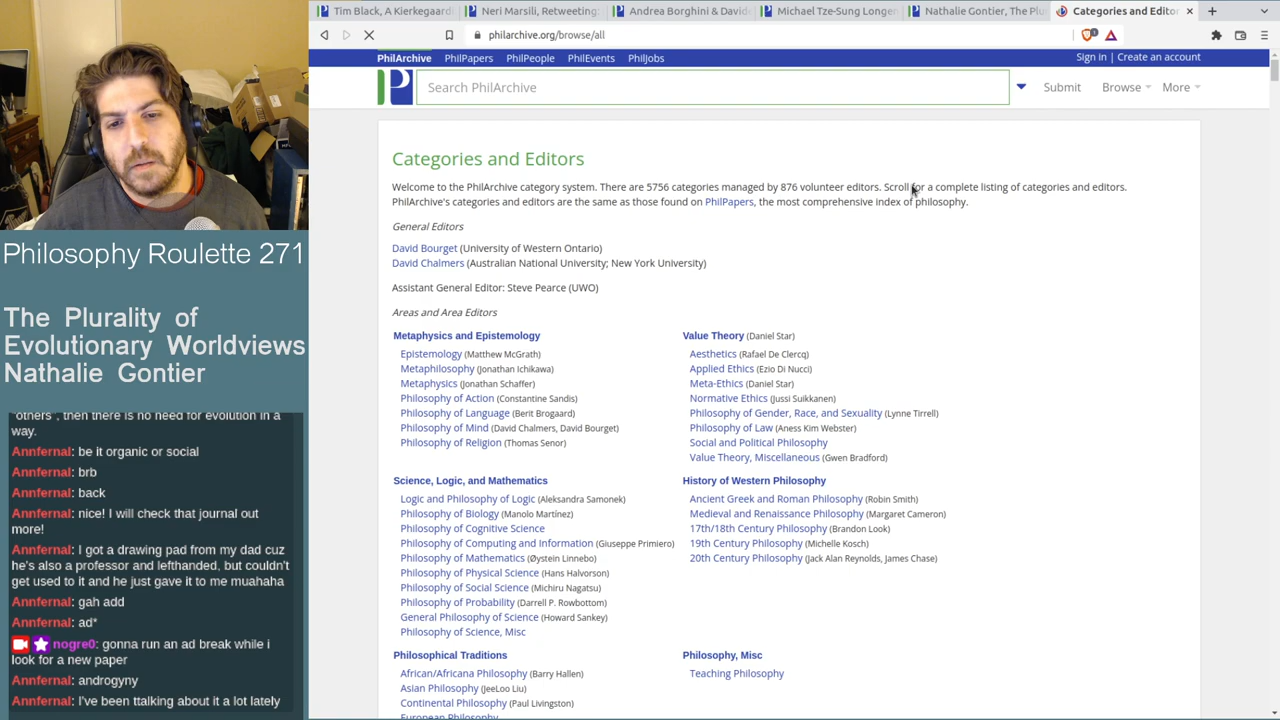 Tim Black, A Kierkegaardi
Neri Marsili, Retweeting:
Andrea Borghini & Davide
Michael Tze-Sung Longen
Nathalie Gontier, The Plu
Categories and Editor
philarchive.org/browse/all
PhilArchive PhilPapers PhilPeople PhilEvents PhilJobs
Sign in | Create an account
Search PhilArchive
Submit Browse More
Categories and Editors
Welcome to the PhilArchive category system. There are 5756 categories managed by 876 volunteer editors. Scroll for a complete listing of categories and editors.
PhilArchive's categories and editors are the same as those found on PhilPapers, the most comprehensive index of philosophy.
General Editors
David Bourget (University of Western Ontario)
David Chalmers (Australian National University; New York University)
Assistant General Editor: Steve Pearce (UWO)
Areas and Area Editors
Metaphysics and Epistemology
Epistemology (Matthew McGrath)
Metaphilosophy (Jonathan Ichikawa)
Metaphysics (Jonathan Schaffer)
Philosophy of Action (Constantine Sandis)
Philosophy of Language (Berit Brogaard)
Philosophy of Mind (David Chalmers, David Bourget)
Philosophy of Religion (Thomas Senor)
Value Theory (Daniel Star)
Aesthetics (Rafael De Clercq)
Applied Ethics (Ezio Di Nucci)
Meta-Ethics (Daniel Star)
Normative Ethics (Jussi Suikkanen)
Philosophy of Gender, Race, and Sexuality (Lynne Tirrell)
Philosophy of Law (Aness Kim Webster)
Social and Political Philosophy
Value Theory, Miscellaneous (Gwen Bradford)
Science, Logic, and Mathematics
Logic and Philosophy of Logic (Aleksandra Samonek)
Philosophy of Biology (Manolo Martínez)
Philosophy of Cognitive Science
Philosophy of Computing and Information (Giuseppe Primiero)
Philosophy of Mathematics (Øystein Linnebo)
Philosophy of Physical Science (Hans Halvorson)
Philosophy of Social Science (Michiru Nagatsu)
Philosophy of Probability (Darrell P. Rowbottom)
General Philosophy of Science (Howard Sankey)
Philosophy of Science, Misc
History of Western Philosophy
Ancient Greek and Roman Philosophy (Robin Smith)
Medieval and Renaissance Philosophy (Margaret Cameron)
17th/18th Century Philosophy (Brandon Look)
19th Century Philosophy (Michelle Kosch)
20th Century Philosophy (Jack Alan Reynolds, James Chase)
Philosophical Traditions
African/Africana Philosophy (Barry Hallen)
Asian Philosophy (JeeLoo Liu)
Continental Philosophy (Paul Livingston)
European Philosophy
Philosophy, Misc
Teaching Philosophy
Philosophy Roulette 271
The Plurality of
Evolutionary Worldviews
Nathalie Gontier
"others", then there is no need for evolution in a
way.
Annfernal: be it organic or social
Annfernal: brb
Annfernal: back
Annfernal: nice! I will check that journal out
more!
Annfernal: I got a drawing pad from my dad cuz
he's also a professor and lefthanded, but couldn't
get used to it and he just gave it to me muahaha
Annfernal: gah add
Annfernal: ad*
nogre0: gonna run an ad break while i
look for a new paper
Annfernal: androgyny
Annfernal: I've been ttalking about it a lot lately